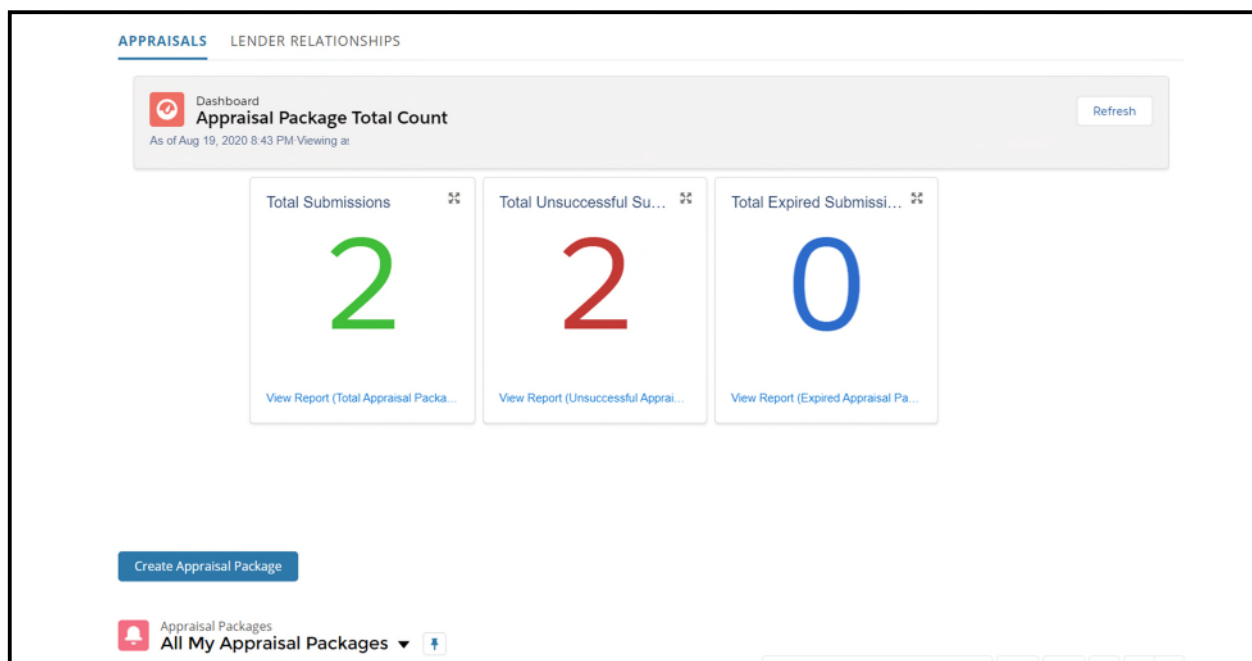 APPRAISALS LENDER RELATIONSHIPS
Dashboard
Appraisal Package Total Count
As of Aug 19, 2020 8:43 PM·Viewing as
Refresh
Total Submissions
2
View Report (Total Appraisal Packa...
Total Unsuccessful Su...
2
View Report (Unsuccessful Apprai...
Total Expired Submissi...
0
View Report (Expired Appraisal Pa...
Create Appraisal Package
Appraisal Packages
All My Appraisal Packages